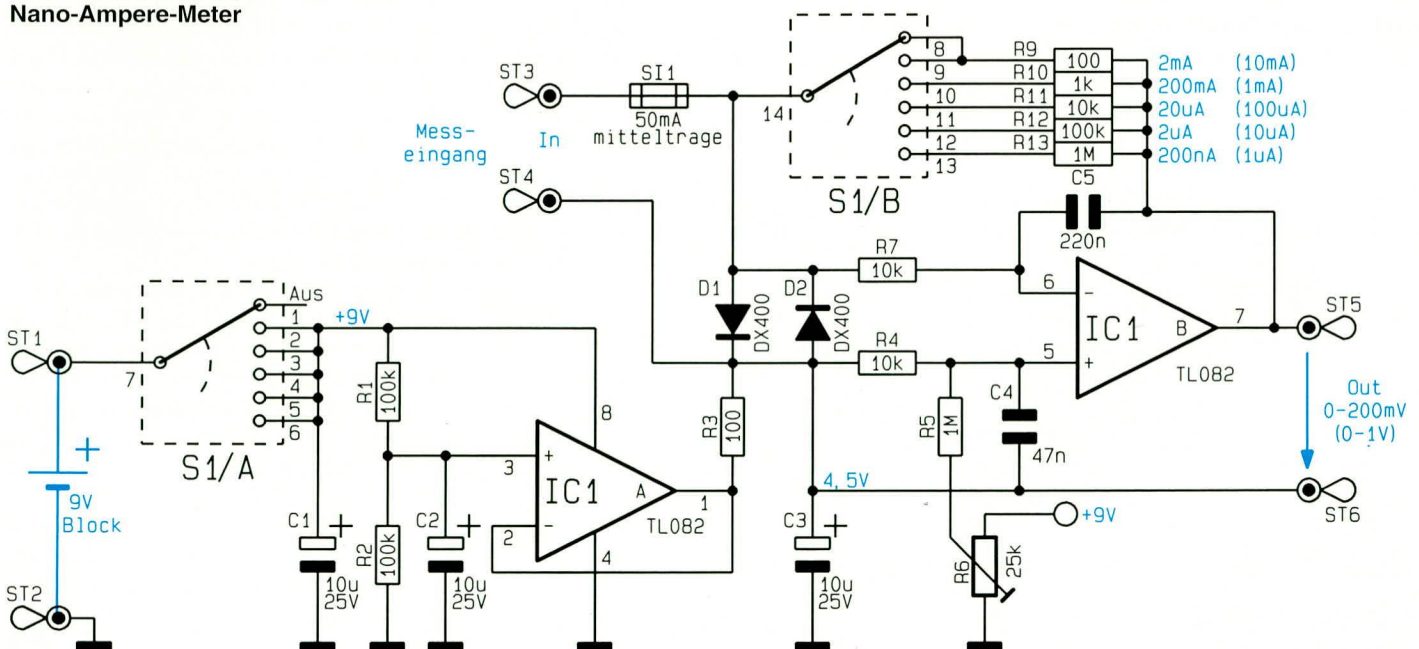 Nano-Ampere-Meter
ST3
SI1
50mA
mitteltrage
Mess-
eingang
In
ST4
14
8
9
10
11
12
13
S1/B
R9
100
2mA (10mA)
R10
1k
200mA (1mA)
R11
10k
20uA (100uA)
R12
100k
2uA (10uA)
R13
1M
200nA (1uA)
C5
220n
ST1
7
Aus
1
2
3
4
5
6
S1/A
+9V
+
9V
Block
ST2
R1
100k
R2
100k
C1
+
10u
25V
C2
+
10u
25V
3
+
2
-
IC1
A
8
4
1
TL082
R3
100
D1
DX400
D2
DX400
R7
10k
R4
10k
6
-
5
+
IC1
B
7
TL082
R5
1M
C4
47n
4,5V
C3
+
10u
25V
R6
25k
+9V
ST5
Out
0-200mV
(0-1V)
ST6